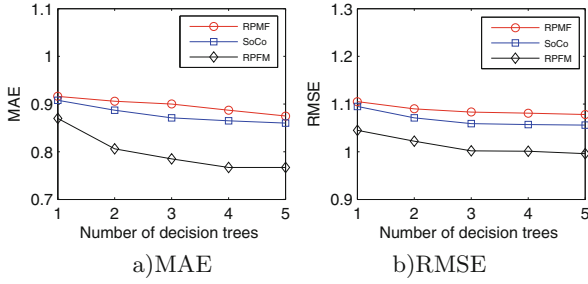 1.1
1
0.9
0.8
0.7
MAE
RPMF
SoCo
RPFM
1 2 3 4 5
Number of decision trees
a)MAE
1.3
1.2
1.1
1
0.9
RMSE
RPMF
SoCo
RPFM
1 2 3 4 5
Number of decision trees
b)RMSE